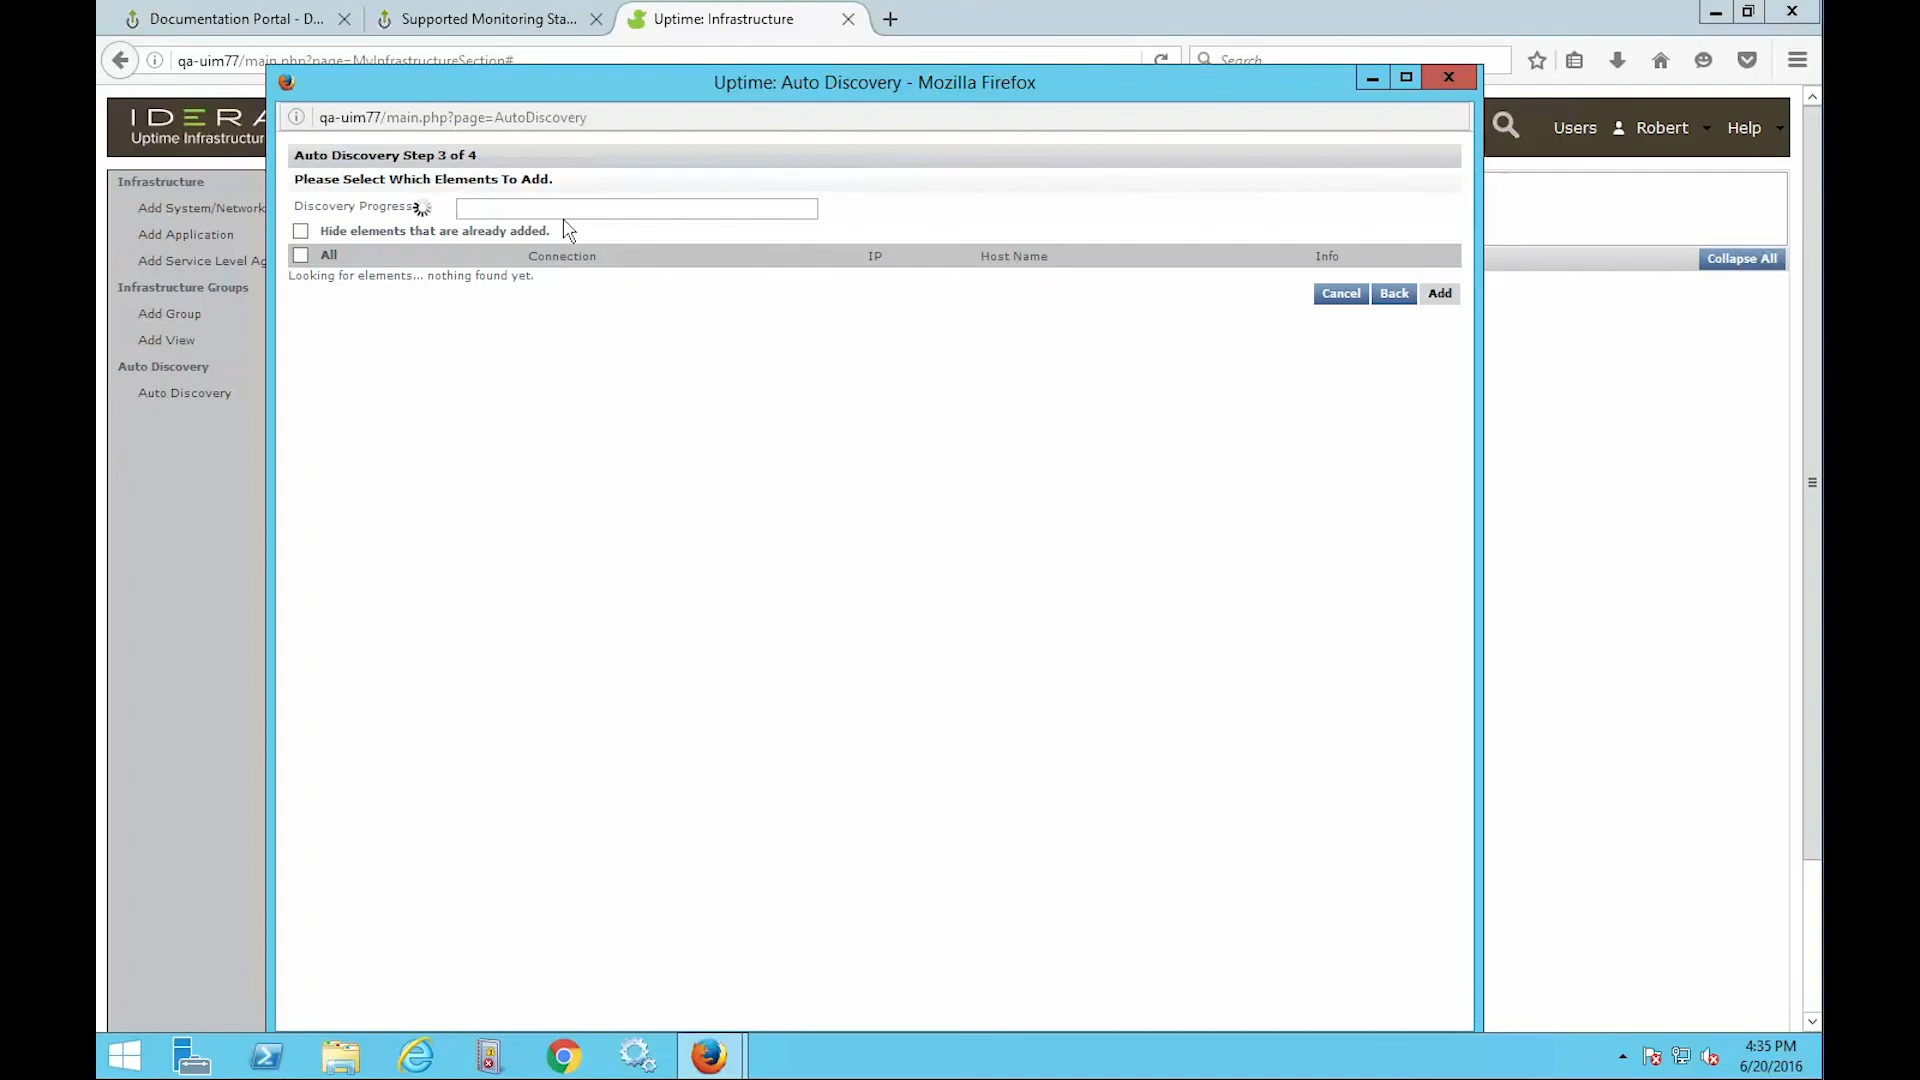 Documentation Portal - D...
Supported Monitoring Sta...
Uptime: Infrastructure
qa-uim77/main.php?page=MyInfrastructureSection#
Search
Uptime: Auto Discovery - Mozilla Firefox
qa-uim77/main.php?page=AutoDiscovery
IDERA
Uptime Infrastructur
Users
Robert
Help
Auto Discovery Step 3 of 4
Please Select Which Elements To Add.
Discovery Progress
Hide elements that are already added.
All
Connection
IP
Host Name
Info
Looking for elements... nothing found yet.
Cancel
Back
Add
Collapse All
Infrastructure
Add System/Network
Add Application
Add Service Level Ag
Infrastructure Groups
Add Group
Add View
Auto Discovery
Auto Discovery
4:35 PM
6/20/2016